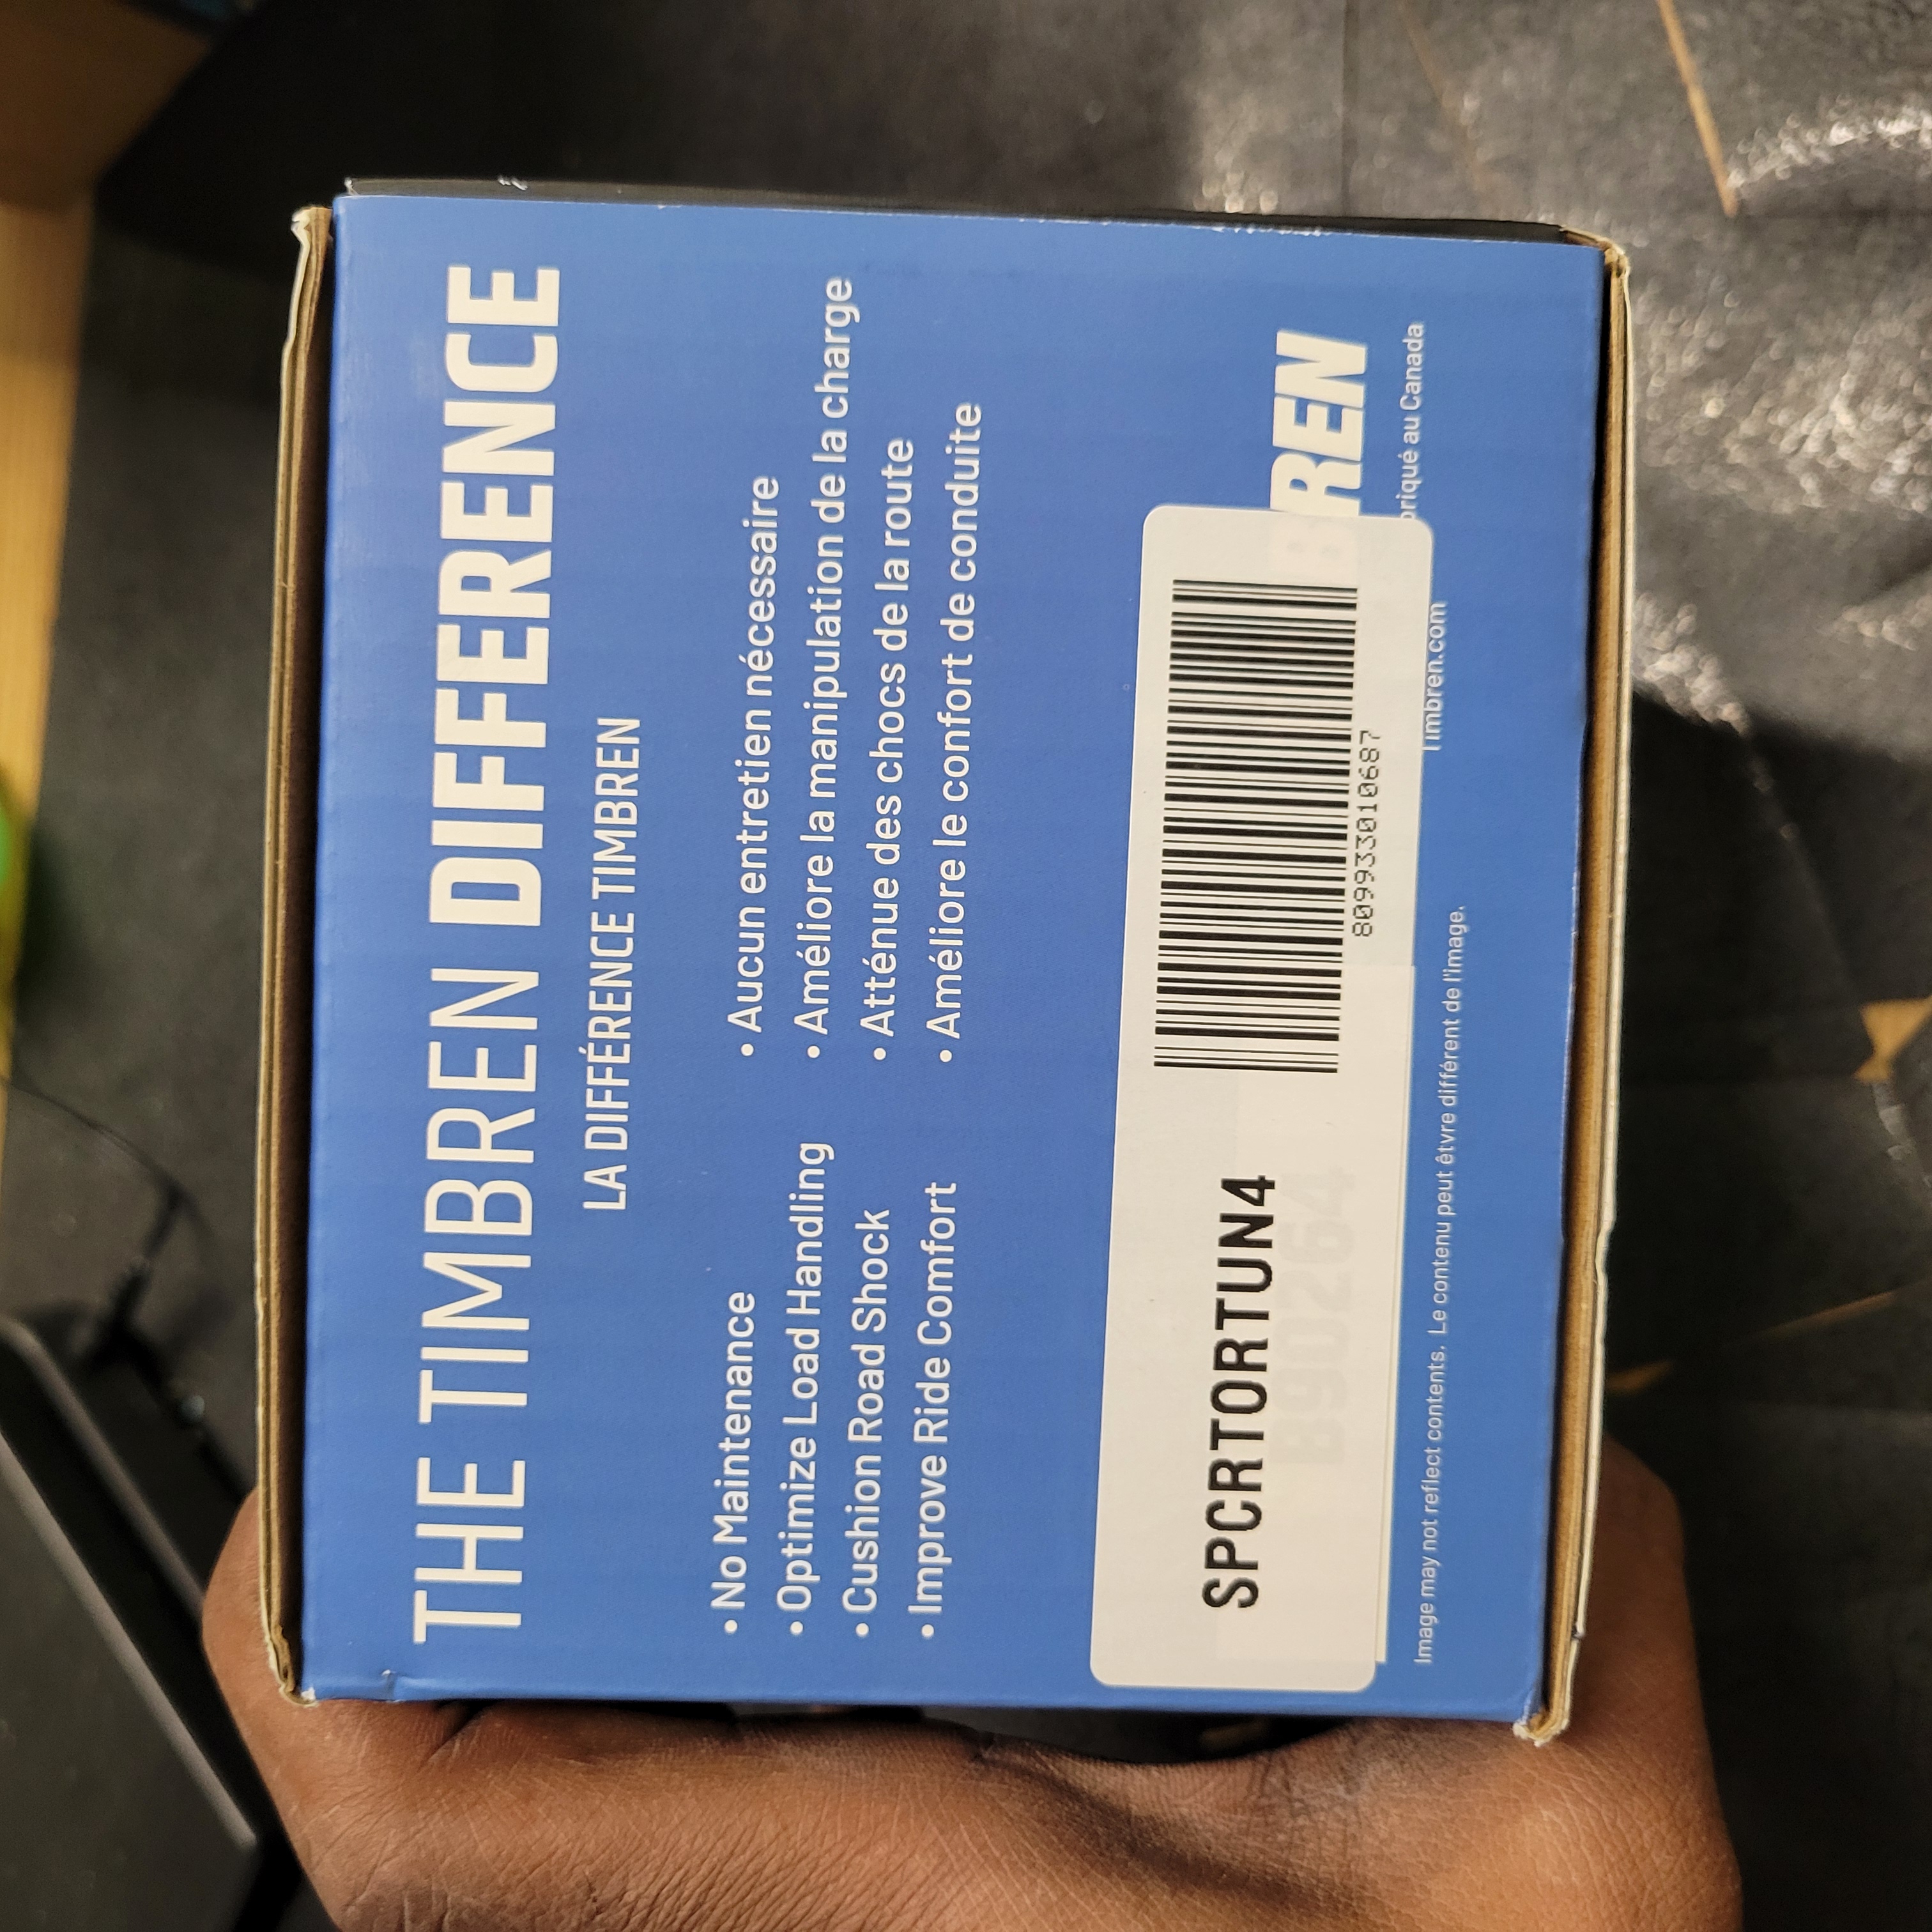 THE TIMBREN DIFFERENCE
LA DIFFÉRENCE TIMBREN
• No Maintenance
• Optimize Load Handling
• Cushion Road Shock
• Improve Ride Comfort
• Aucun entretien nécessaire
• Améliore la manipulation de la charge
• Atténue des chocs de la route
• Améliore le confort de conduite
SPCRTORTUN4
809933010687
BREN
briqué au Canada
Timbren.com
Image may not reflect contents. Le contenu peut êtvre différent de l'image.